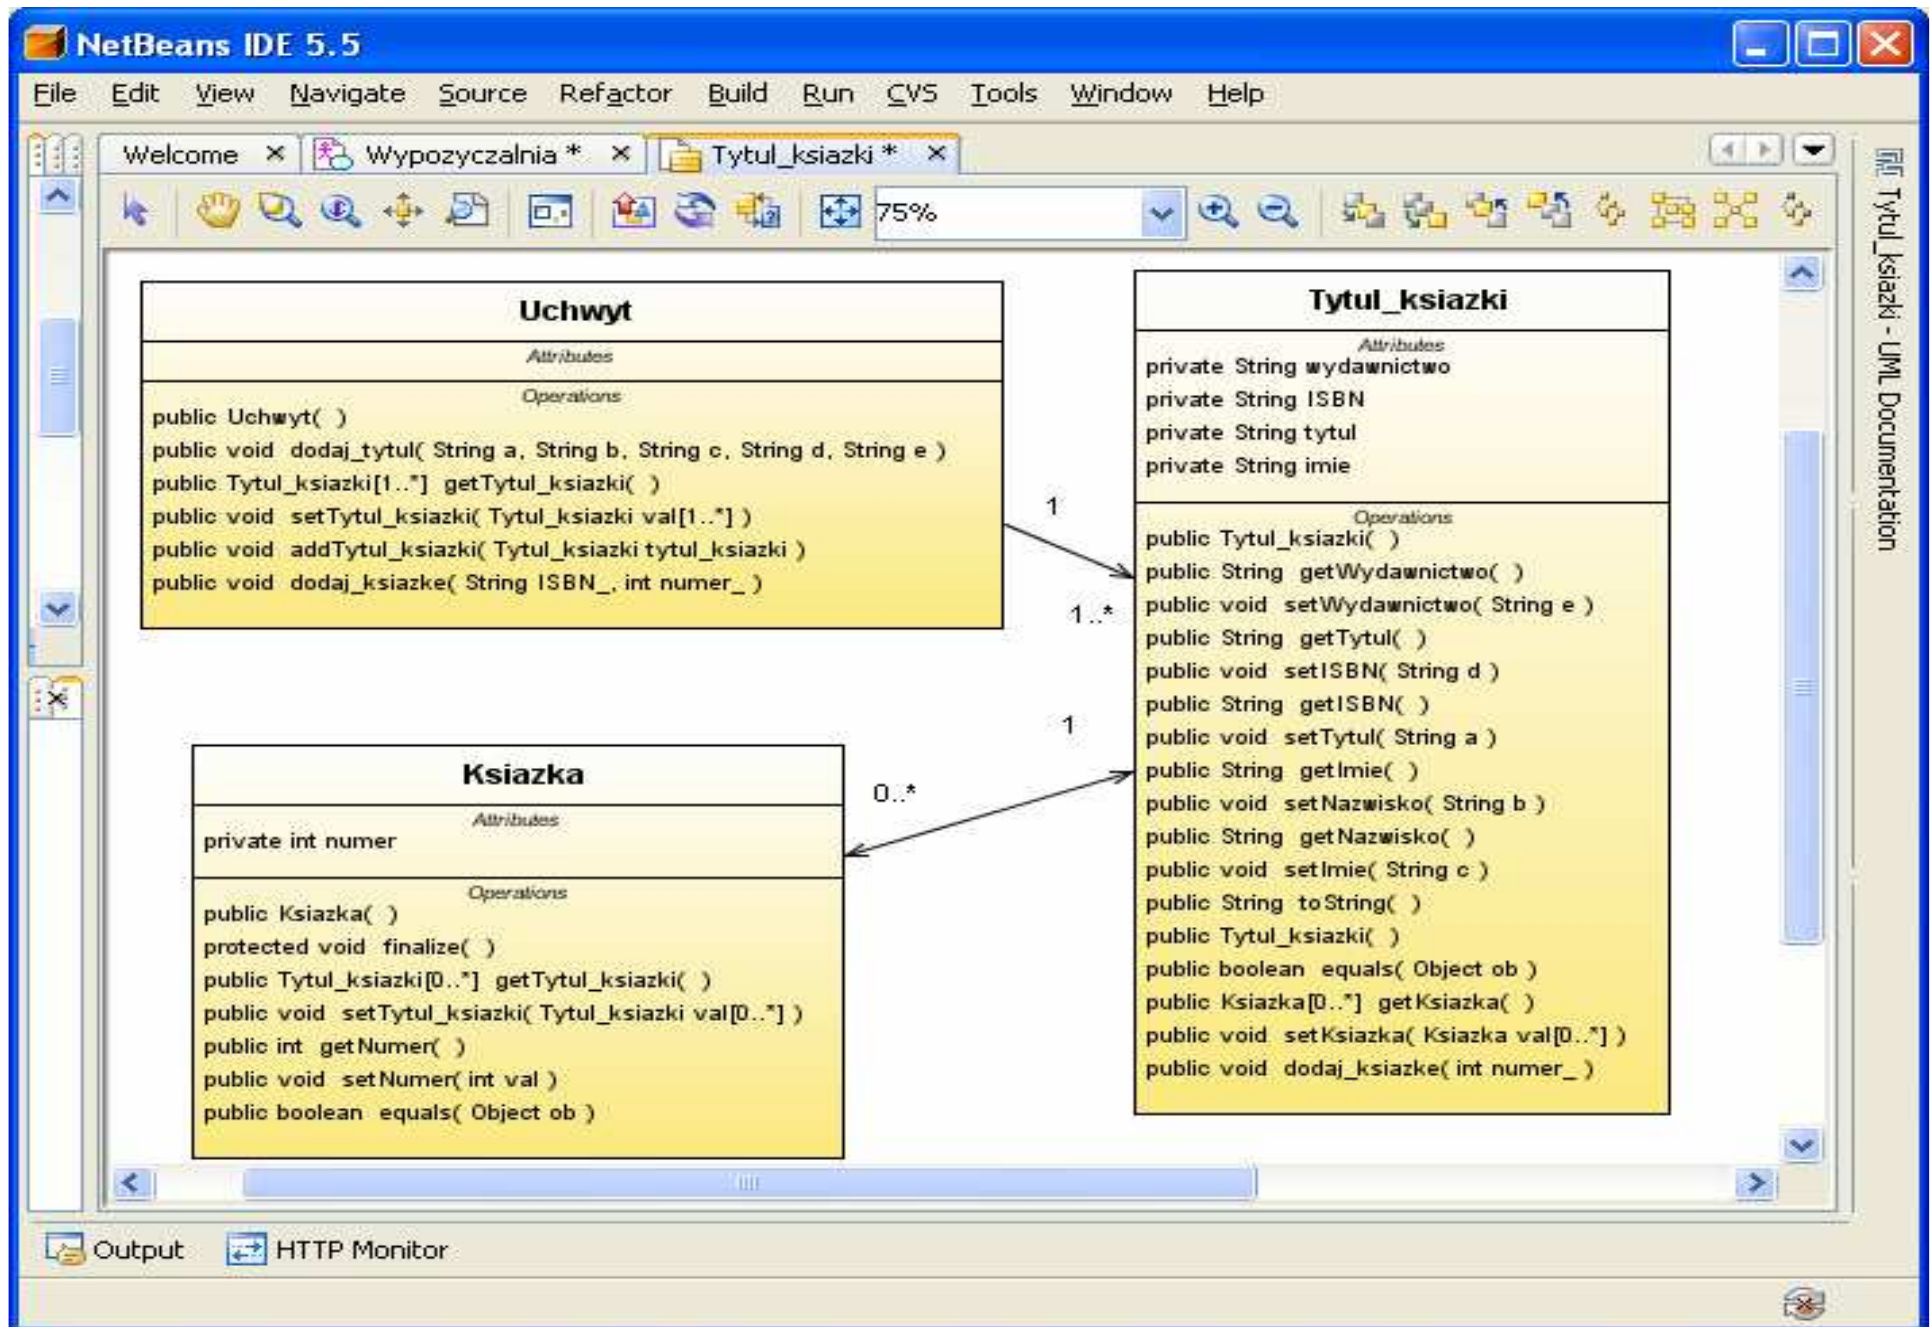 NetBeans IDE 5.5
File Edit View Navigate Source Refactor Build Run CVS Tools Window Help
Welcome Wypozyczalnia * Tytul_ksiazki *
75%
Uchwyt
Attributes
Operations
public Uchwyt( )
public void dodaj_tytul( String a, String b, String c, String d, String e )
public Tytul_ksiazki[1..*] getTytul_ksiazki( )
public void setTytul_ksiazki( Tytul_ksiazki val[1..*] )
public void addTytul_ksiazki( Tytul_ksiazki tytul_ksiazki )
public void dodaj_ksiazke( String ISBN_, int numer_ )
1
1..*
Tytul_ksiazki
Attributes
private String wydawnictwo
private String ISBN
private String tytul
private String imie
Operations
public Tytul_ksiazki( )
public String getWydawnictwo( )
public void setWydawnictwo( String e )
public String getTytul( )
public void setISBN( String d )
public String getISBN( )
public void setTytul( String a )
public String getImie( )
public void setNazwisko( String b )
public String getNazwisko( )
public void setImie( String c )
public String toString( )
public Tytul_ksiazki( )
public boolean equals( Object ob )
public Ksiazka[0..*] getKsiazka( )
public void setKsiazka( Ksiazka val[0..*] )
public void dodaj_ksiazke( int numer_ )
1
0..*
Ksiazka
Attributes
private int numer
Operations
public Ksiazka( )
protected void finalize( )
public Tytul_ksiazki[0..*] getTytul_ksiazki( )
public void setTytul_ksiazki( Tytul_ksiazki val[0..*] )
public int getNumer( )
public void setNumer( int val )
public boolean equals( Object ob )
Tytul_ksiazki - UML Documentation
Output HTTP Monitor